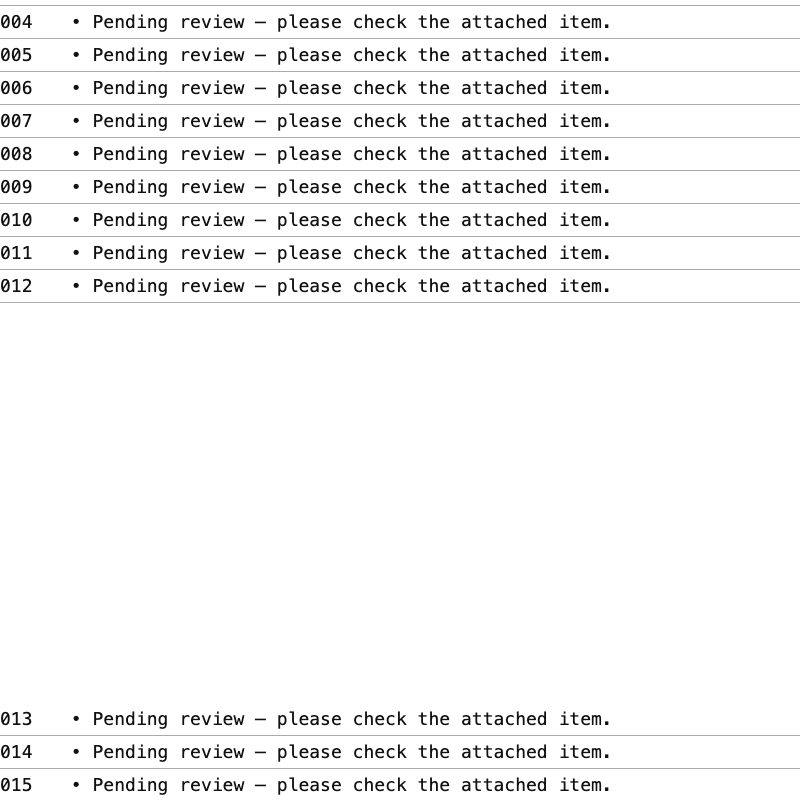 004 • Pending review — please check the attached item.
005 • Pending review — please check the attached item.
006 • Pending review — please check the attached item.
007 • Pending review — please check the attached item.
008 • Pending review — please check the attached item.
009 • Pending review — please check the attached item.
010 • Pending review — please check the attached item.
011 • Pending review — please check the attached item.
012 • Pending review — please check the attached item.
013 • Pending review — please check the attached item.
014 • Pending review — please check the attached item.
015 • Pending review — please check the attached item.